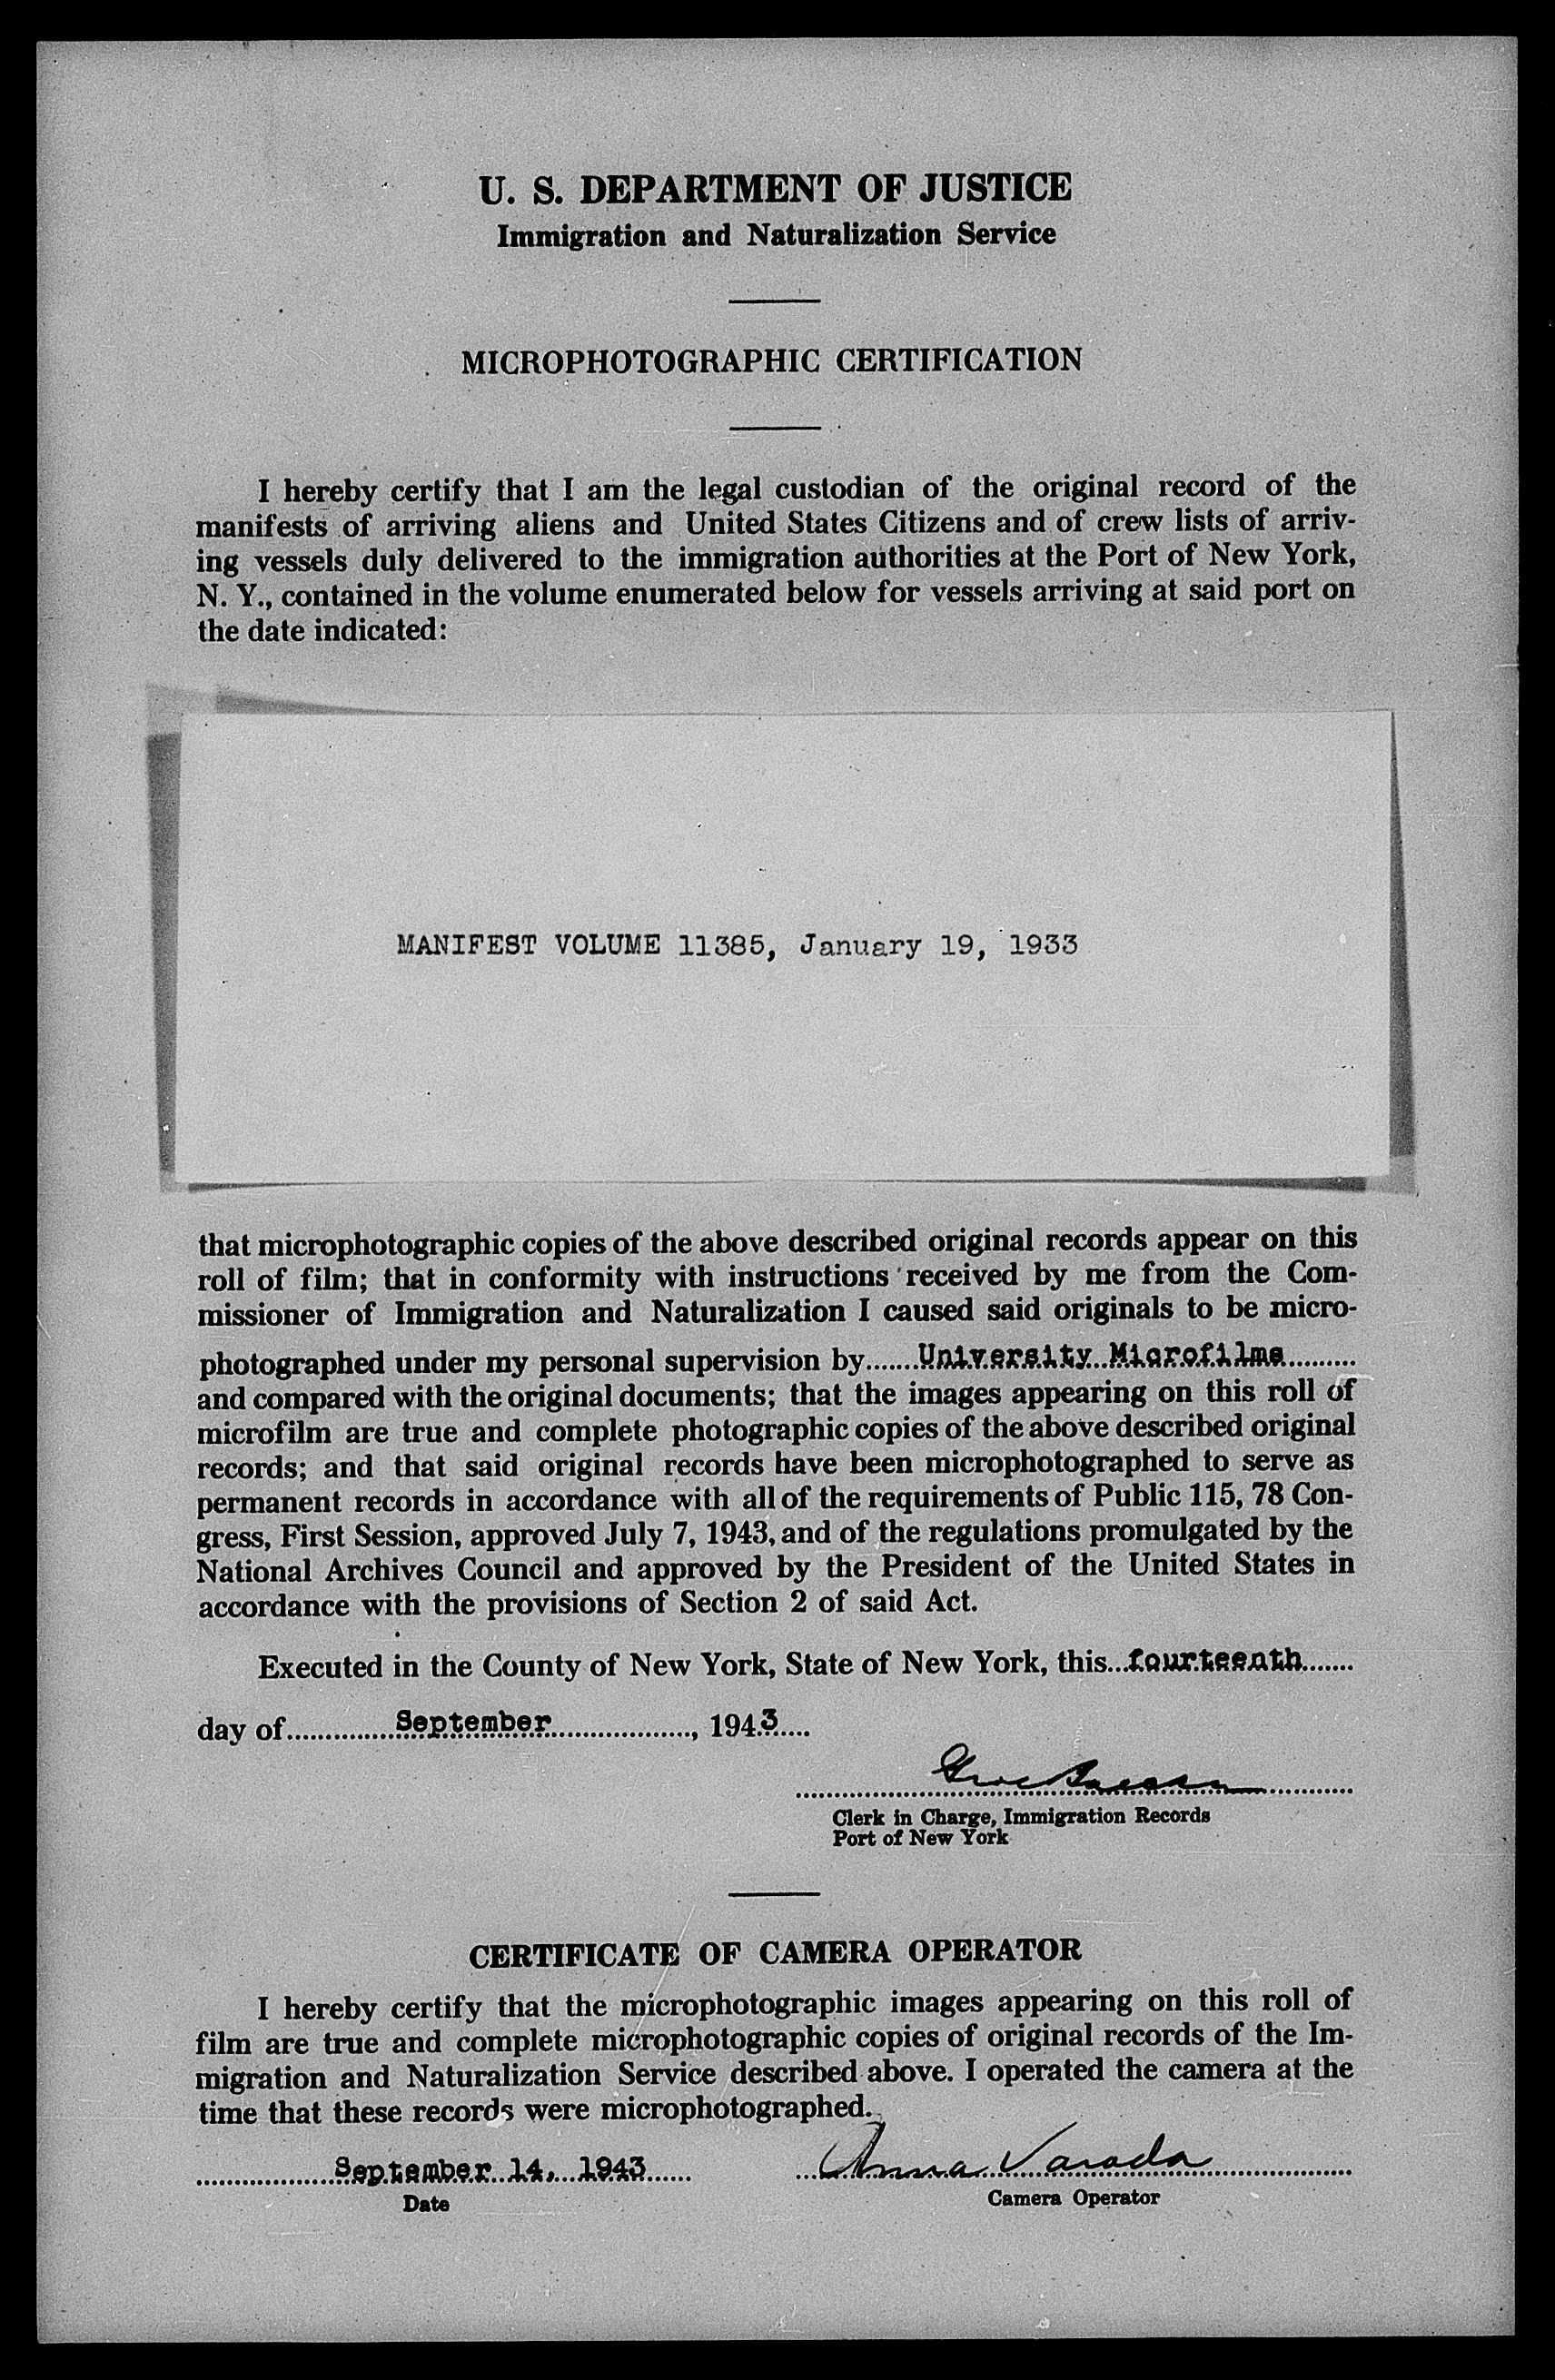 U. S. DEPARTMENT OF JUSTICE
Immigration and Naturalization Service
MICROPHOTOGRAPHIC CERTIFICATION
I hereby certify that I am the legal custodian of the original record of the
manifests of arriving aliens and United States Citizens and of crew lists of arriv-
ing vessels duly delivered to the immigration authorities at the Port of New York,
N. Y., contained in the volume enumerated below for vessels arriving at said port on
the date indicated:
MANIFEST VOLUME 11385, January 19, 1933
that microphotographic copies of the above described original records appear on this
roll of film; that in conformity with instructions received by me from the Com-
missioner of Immigration and Naturalization I caused said originals to be micro-
photographed under my personal supervision by.......University Microfilms..........
and compared with the original documents; that the images appearing on this roll of
microfilm are true and complete photographic copies of the above described original
records; and that said original records have been microphotographed to serve as
permanent records in accordance with all of the requirements of Public 115, 78 Con-
gress, First Session, approved July 7, 1943, and of the regulations promulgated by the
National Archives Council and approved by the President of the United States in
accordance with the provisions of Section 2 of said Act.
Executed in the County of New York, State of New York, this...fourteenth.......
day of..............September.................., 1943.....
Clerk in Charge, Immigration Records
Port of New York
CERTIFICATE OF CAMERA OPERATOR
I hereby certify that the microphotographic images appearing on this roll of
film are true and complete microphotographic copies of original records of the Im-
migration and Naturalization Service described above. I operated the camera at the
time that these records were microphotographed.
September 14, 1943 Anna Varada
Date Camera Operator